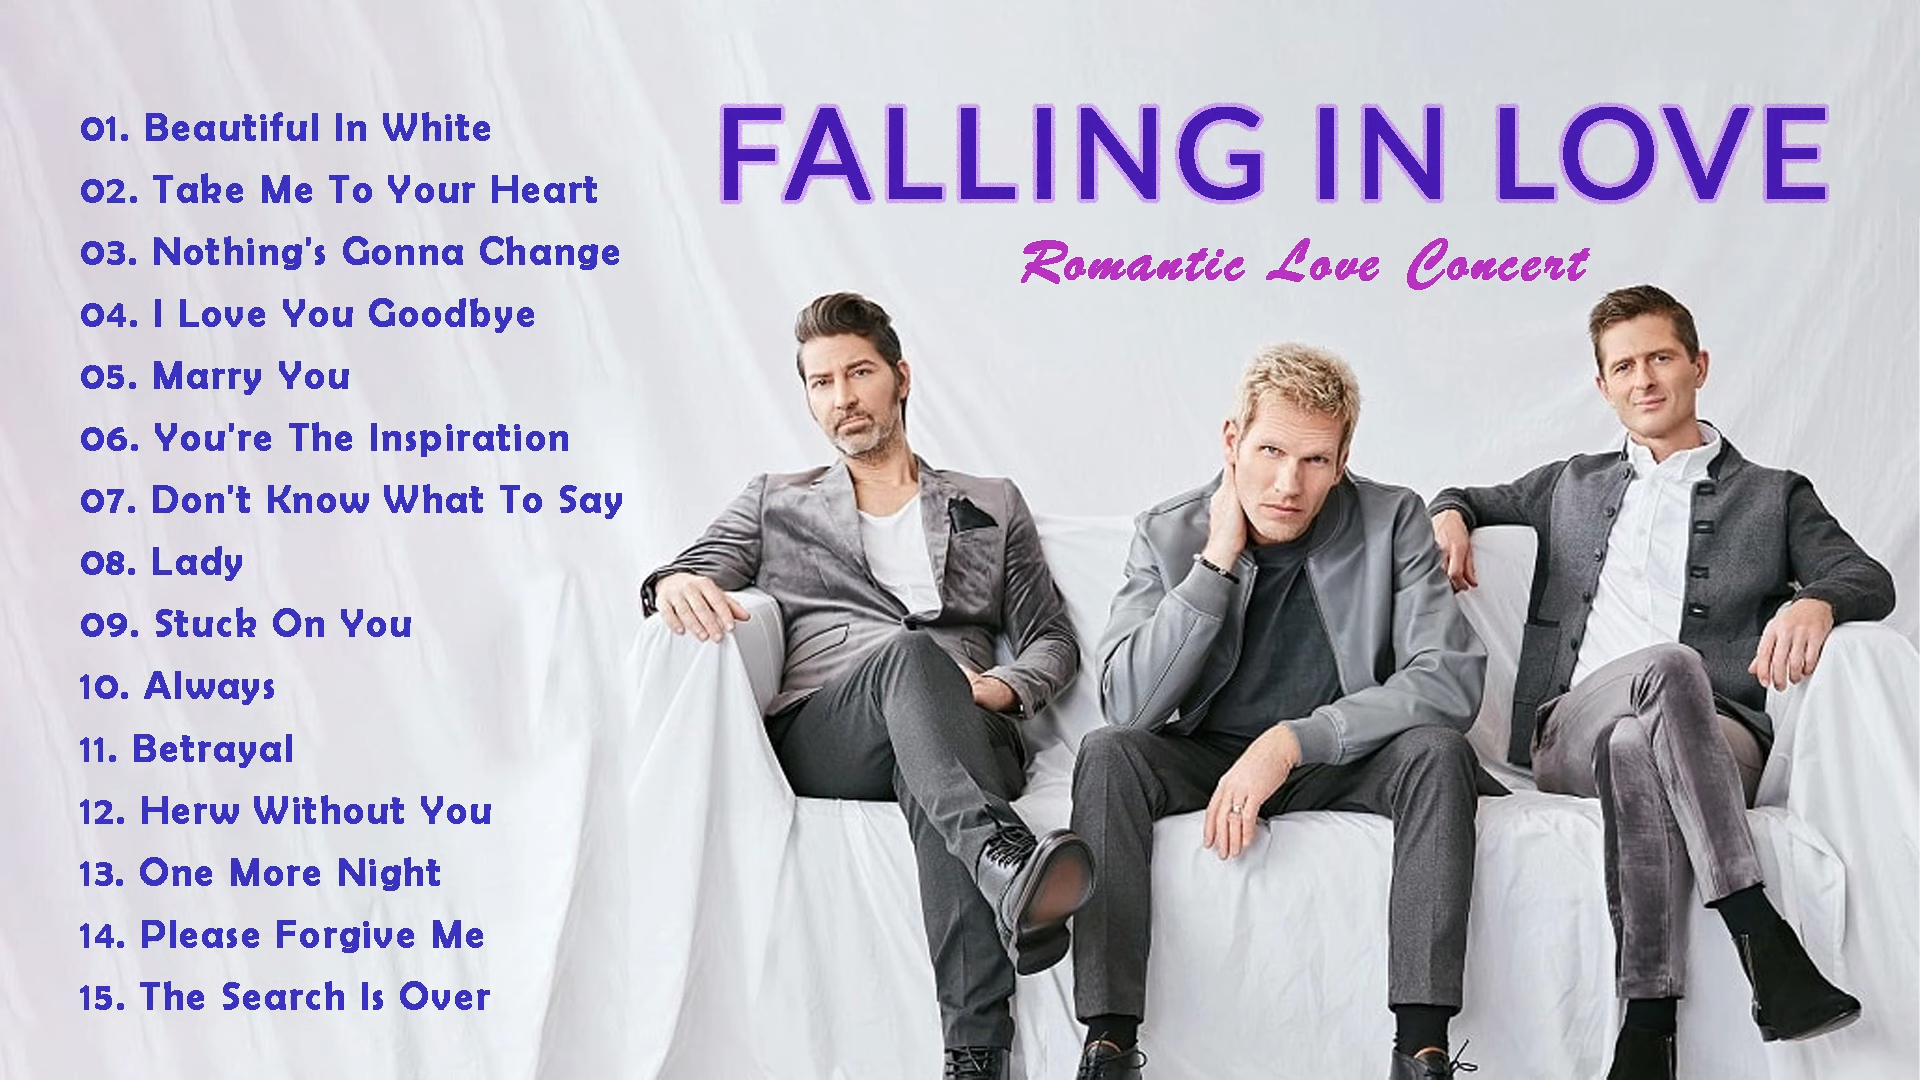 FALLING IN LOVE
Romantic Love Concert
01. Beautiful In White
02. Take Me To Your Heart
03. Nothing's Gonna Change
04. I Love You Goodbye
05. Marry You
06. You're The Inspiration
07. Don't Know What To Say
08. Lady
09. Stuck On You
10. Always
11. Betrayal
12. Herw Without You
13. One More Night
14. Please Forgive Me
15. The Search Is Over